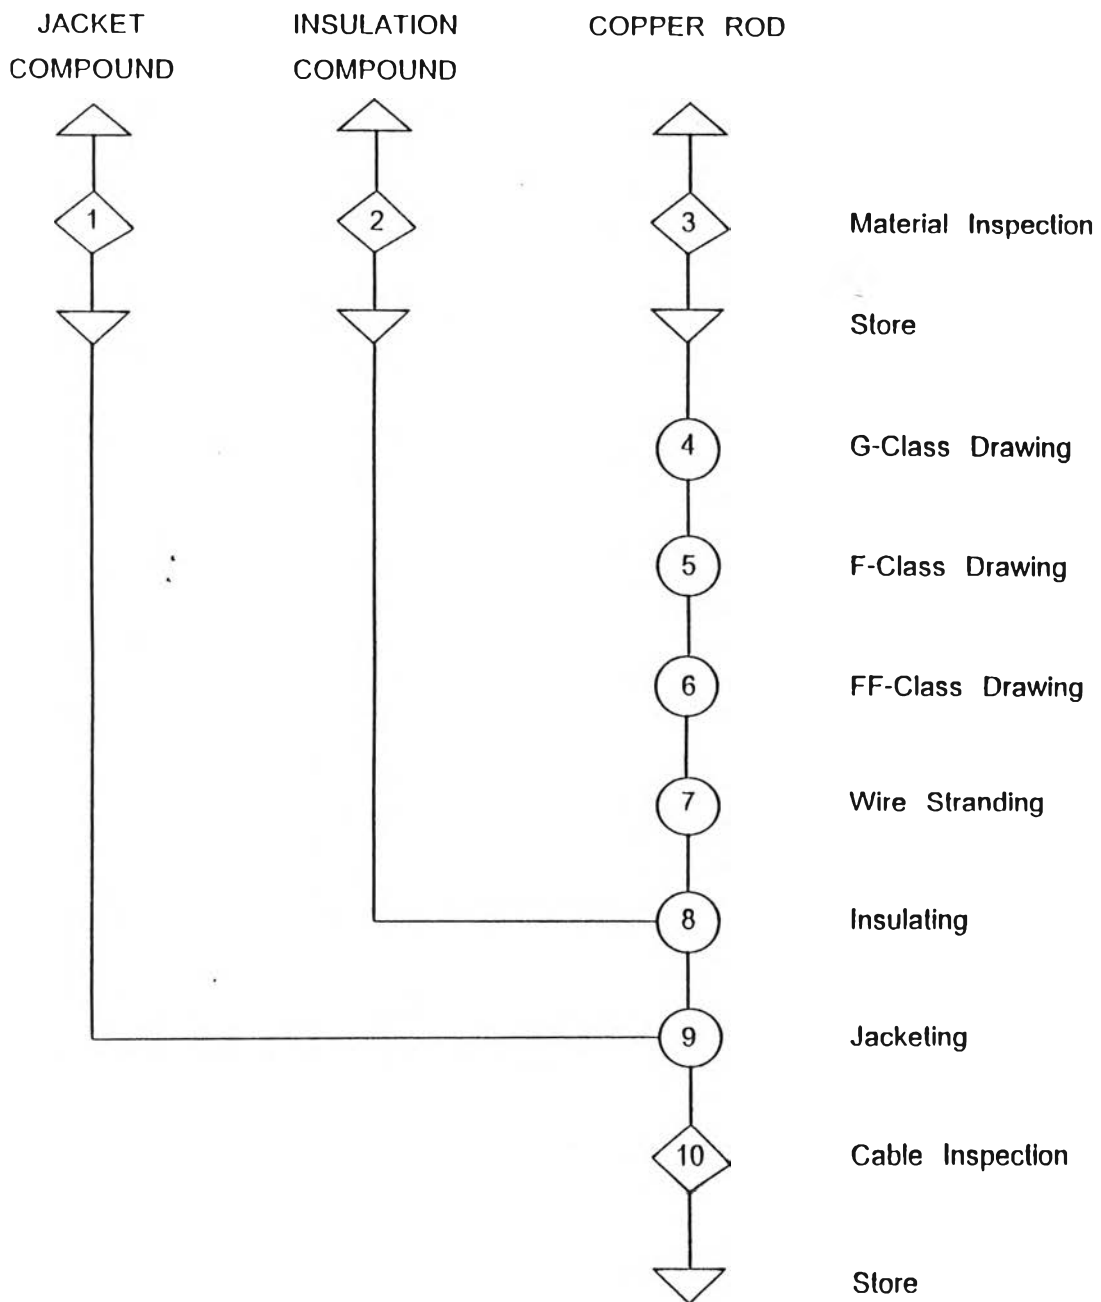 JACKET INSULATION COPPER ROD
COMPOUND COMPOUND
1 2 3 Material Inspection
Store
4 G-Class Drawing
5 F-Class Drawing
6 FF-Class Drawing
7 Wire Stranding
8 Insulating
9 Jacketing
10 Cable Inspection
Store